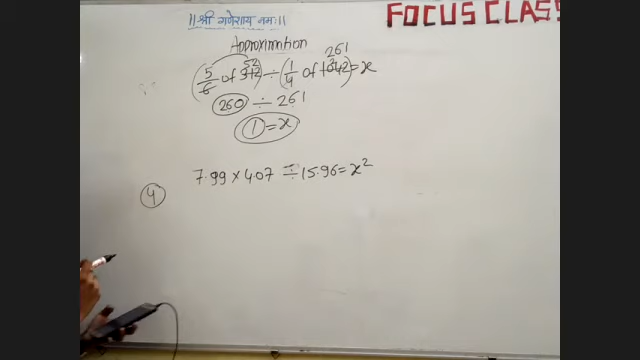 ॥ श्री गणेशाय नमः॥
FOCUS CLASS
Approximation
52 261
(5/6 of 312) ÷ (1/4 of 1042) = x
260 ÷ 261
1 = x
4 7.99 × 4.07 ÷ 15.96 = x²